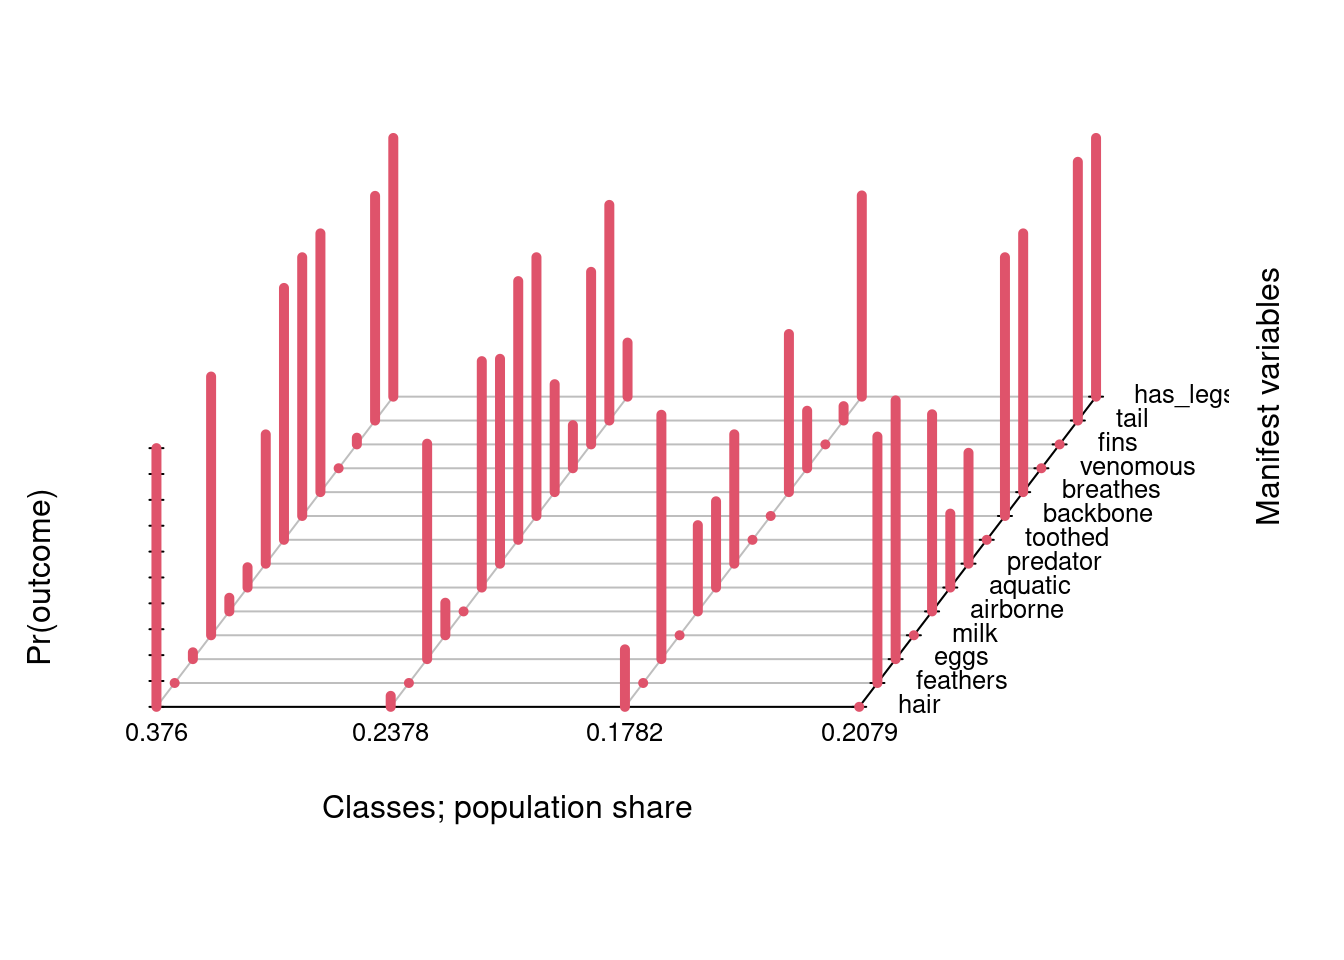 Pr(outcome)
Manifest variables
has_legs
tail
fins
venomous
breathes
backbone
toothed
predator
aquatic
airborne
milk
eggs
feathers
hair
0.376 0.2378 0.1782 0.2079
Classes; population share